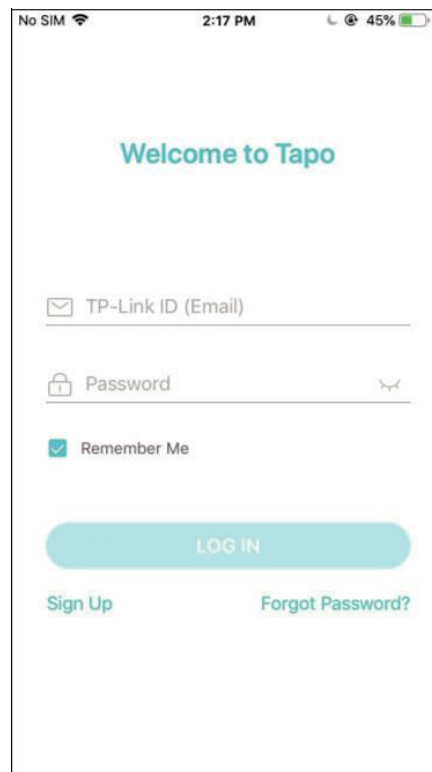 No SIM 2:17 PM 45%
Welcome to Tapo
TP-Link ID (Email)
Password
Remember Me
LOG IN
Sign Up Forgot Password?